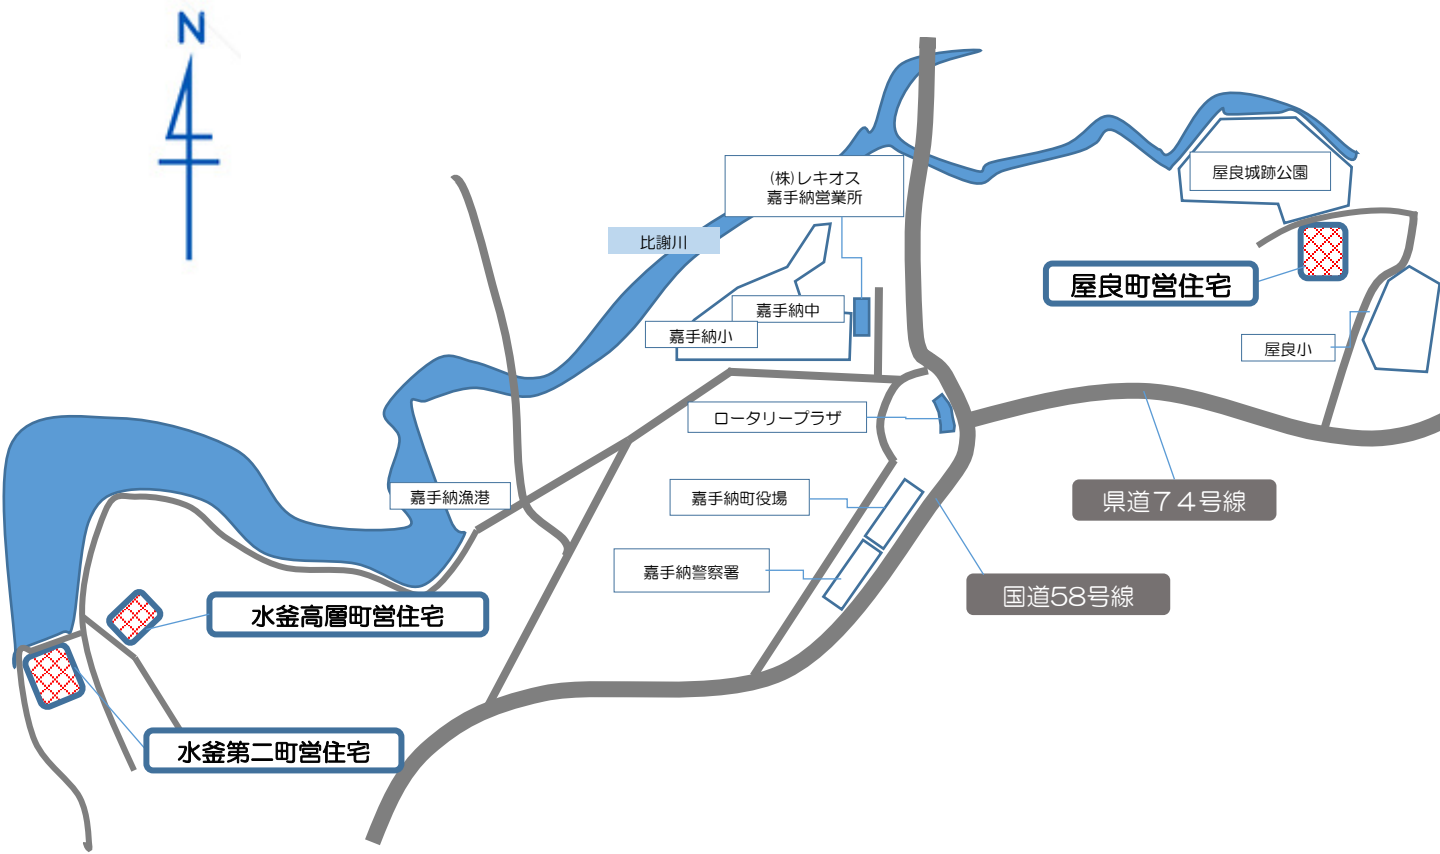 N
(株)レキオス
嘉手納営業所
屋良城跡公園
比謝川
屋良町営住宅
嘉手納中
嘉手納小
屋良小
ロータリープラザ
嘉手納漁港
嘉手納町役場
県道７４号線
嘉手納警察署
国道58号線
水釜高層町営住宅
水釜第二町営住宅